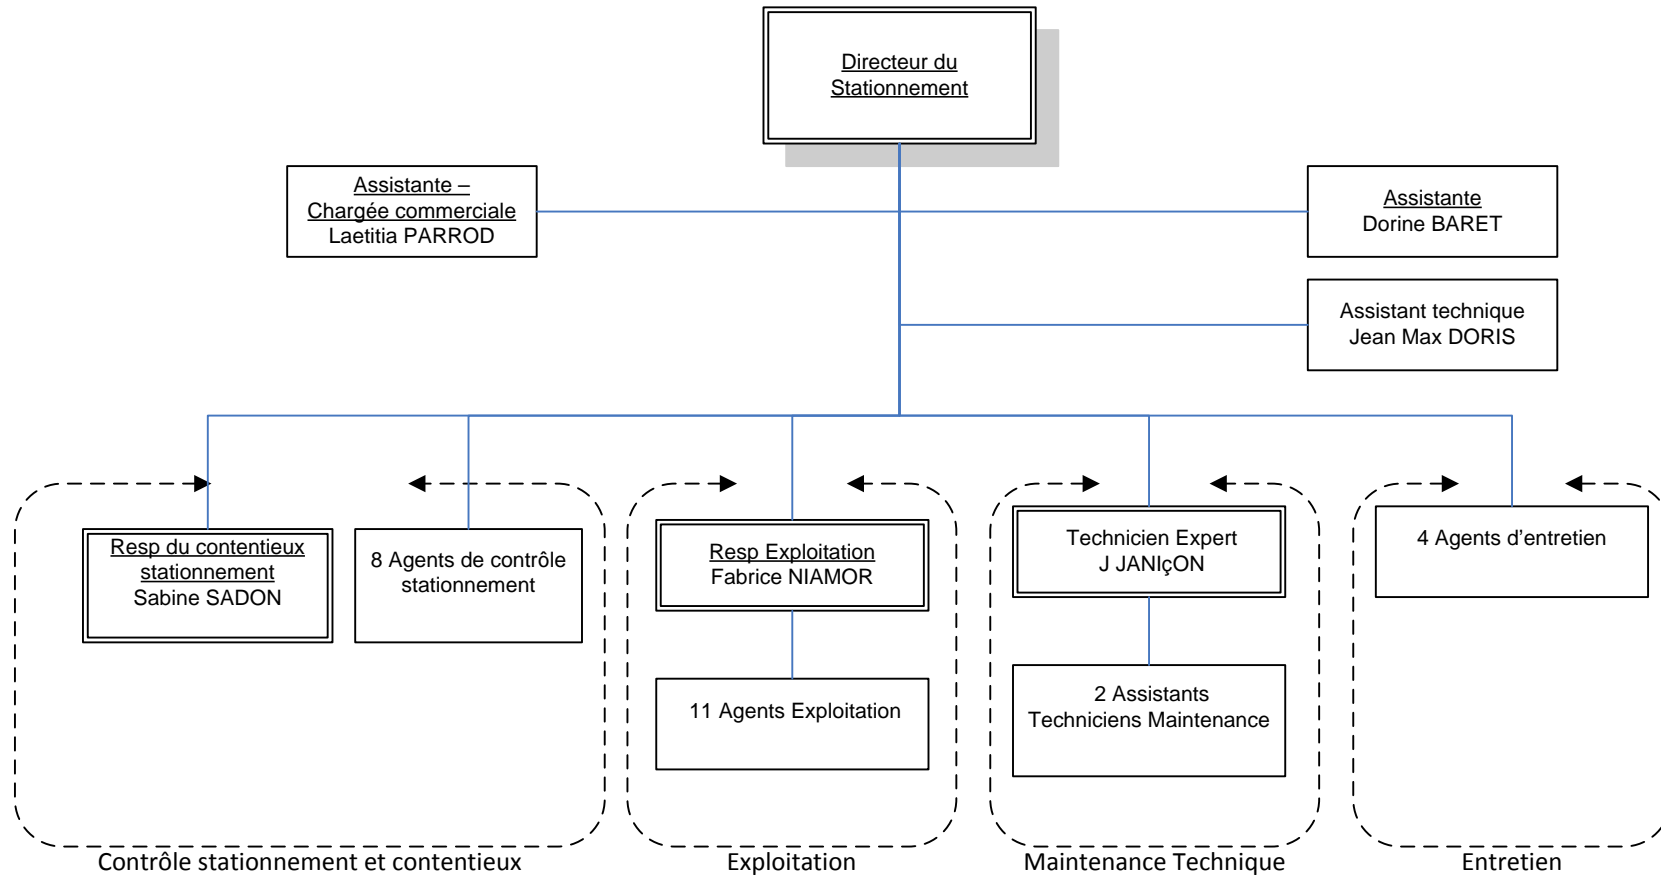 Directeur du
Stationnement
Assistante –
Chargée commerciale
Laetitia PARROD
Assistante
Dorine BARET
Assistant technique
Jean Max DORIS
Resp du contentieux
stationnement
Sabine SADON
8 Agents de contrôle
stationnement
Resp Exploitation
Fabrice NIAMOR
Technicien Expert
J JANIçON
4 Agents d’entretien
11 Agents Exploitation
2 Assistants
Techniciens Maintenance
Contrôle stationnement et contentieux
Exploitation
Maintenance Technique
Entretien